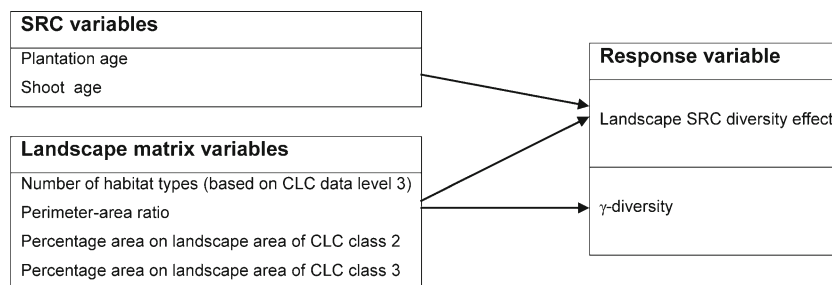 SRC variables
Plantation age
Shoot age
Landscape matrix variables
Number of habitat types (based on CLC data level 3)
Perimeter-area ratio
Percentage area on landscape area of CLC class 2
Percentage area on landscape area of CLC class 3
Response variable
Landscape SRC diversity effect
γ-diversity